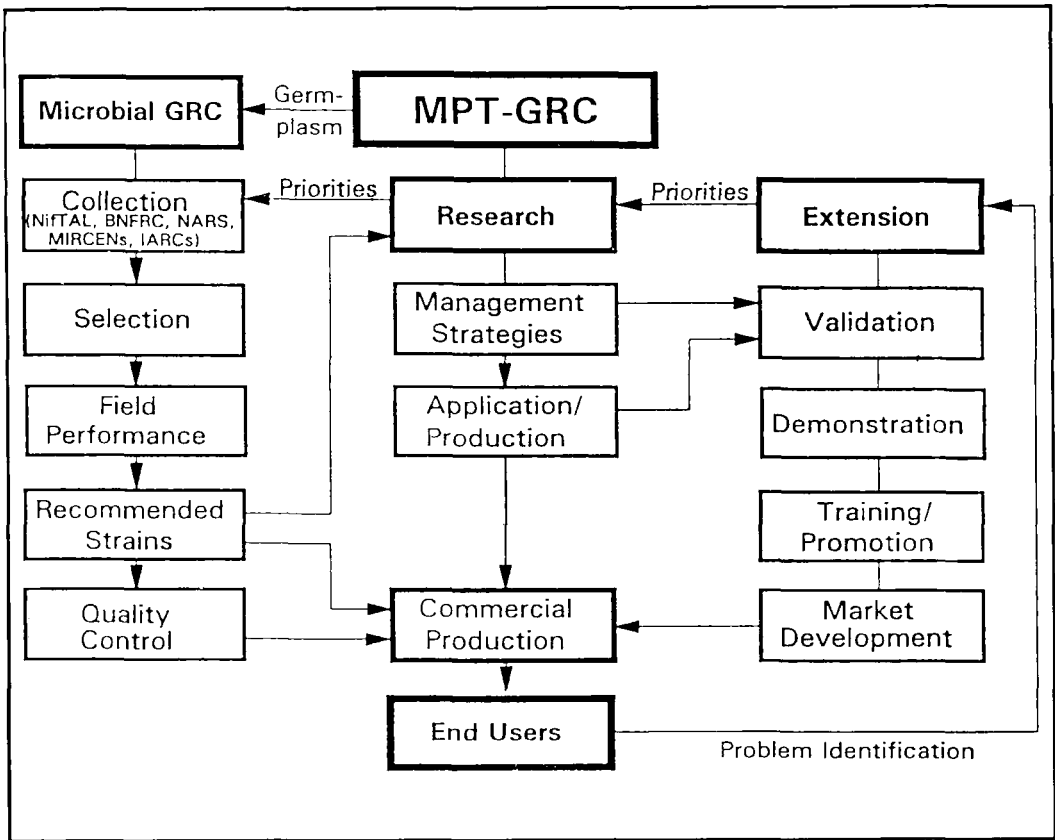 Microbial GRC
Germ-
plasm
MPT-GRC
Collection
(NifTAL, BNFRC, NARS,
MIRCENs, IARCs)
Priorities
Research
Priorities
Extension
Selection
Management
Strategies
Validation
Field
Performance
Application/
Production
Demonstration
Recommended
Strains
Training/
Promotion
Quality
Control
Commercial
Production
Market
Development
End Users
Problem Identification